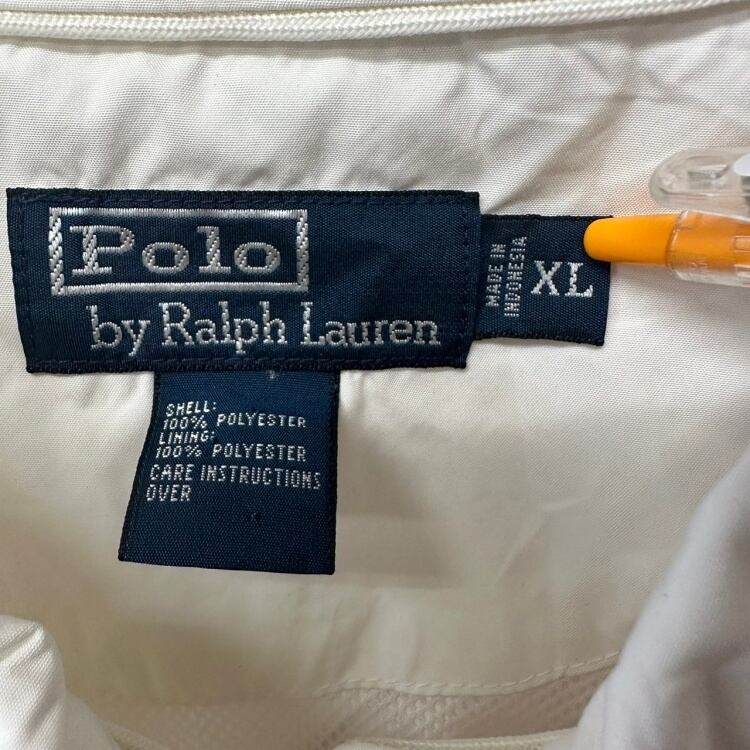 Polo
by Ralph Lauren
MADE IN
INDONESIA
XL
SHELL:
100% POLYESTER
LINING:
100% POLYESTER
CARE INSTRUCTIONS
OVER